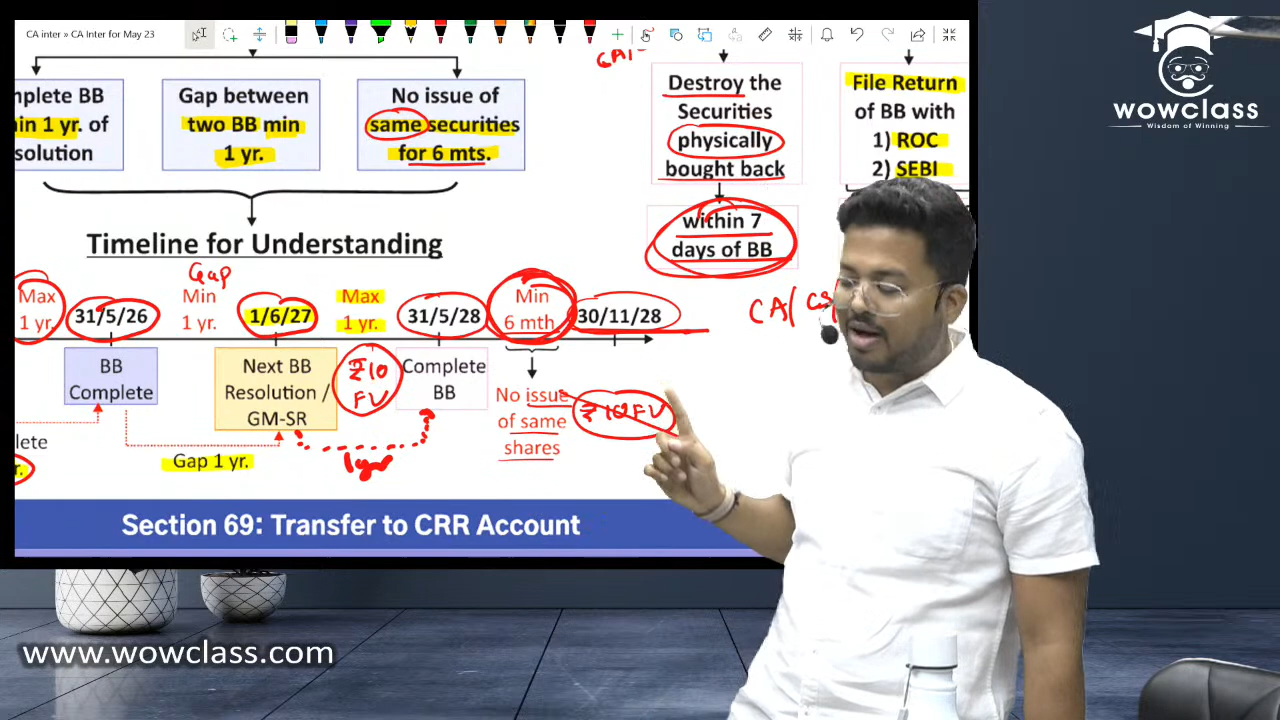 CA inter » CA Inter for May 23
wowclass
Wisdom of Winning
mplete BB
in 1 yr. of
solution
Gap between
two BB min
1 yr.
No issue of
same securities
for 6 mts.
Destroy the
Securities
physically
bought back
within 7
days of BB
File Return
of BB with
1) ROC
2) SEBI
Timeline for Understanding
Gap
Max
1 yr.
31/5/26
Min
1 yr.
1/6/27
Max
1 yr.
31/5/28
Min
6 mth
30/11/28
CA/ CS/
BB
Complete
Next BB
Resolution /
GM-SR
₹10
FV
Complete
BB
No issue
of same
shares
₹10 FV
lete
r.
Gap 1 yr.
1yr
Section 69: Transfer to CRR Account
www.wowclass.com